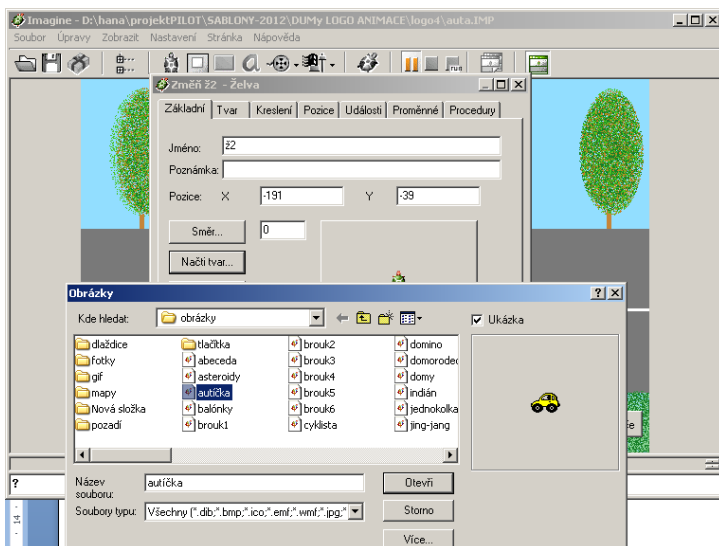 Imagine - D:\hana\projektPILOT\SABLONY-2012\DUMy LOGO ANIMACE\logo4\auta.IMP
Soubor Úpravy Zobrazit Nastavení Stránka Nápověda
Změň ž2 - Želva
Základní Tvar Kreslení Pozice Události Proměnné Procedury
Jméno: ž2
Poznámka:
Pozice: X -191 Y -39
Směr... 0
Načti tvar...
Obrázky
Kde hledat: obrázky Ukázka
dlaždice tlačítka brouk2 domino
fotky abeceda brouk3 domorodec
gif asteroidy brouk4 domy
mapy autíčka brouk5 indián
Nová složka balónky brouk6 jednokolka
pozadí brouk1 cyklista jing-jang
?
Název souboru: autíčka Otevři
Soubory typu: Všechny (*.dib;*.bmp;*.ico;*.emf;*.wmf;*.jpg;* Storno
Více...
14